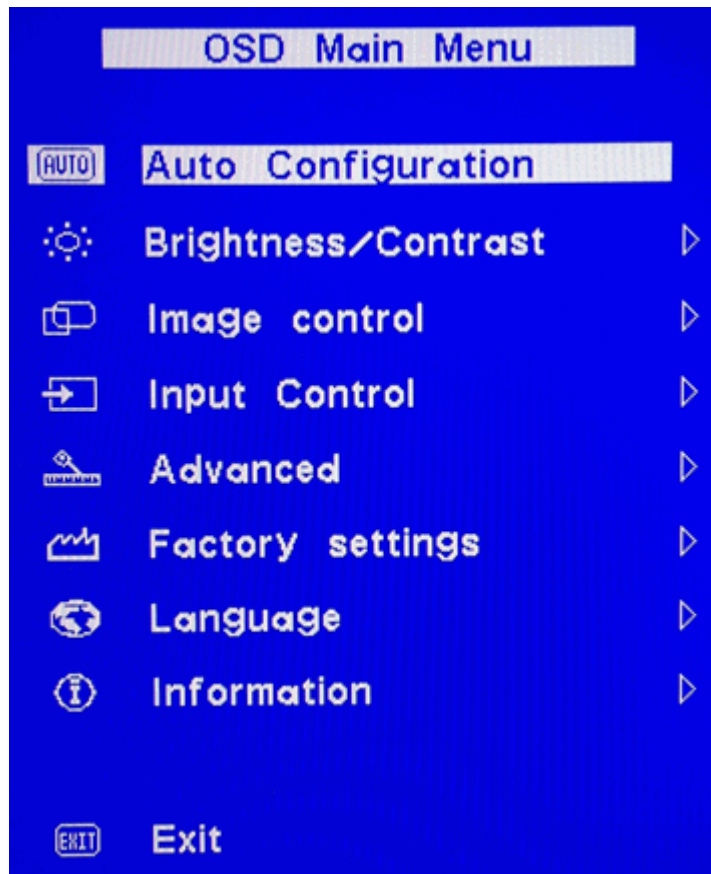 OSD Main Menu
AUTO Auto Configuration
Brightness/Contrast
Image control
Input Control
Advanced
Factory settings
Language
Information
EXIT Exit